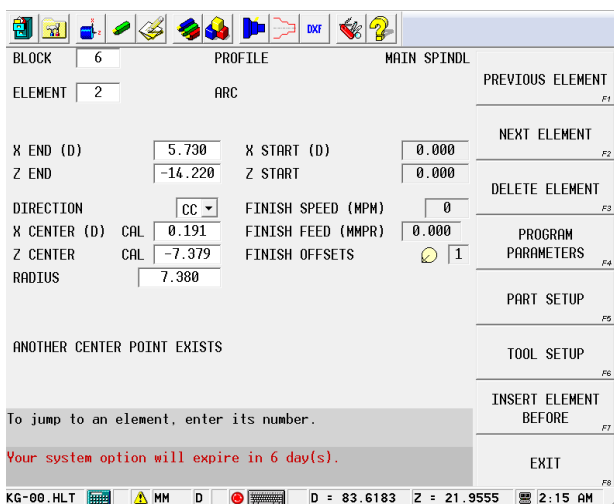 DXF
BLOCK 6 PROFILE MAIN SPINDL
ELEMENT 2 ARC
X END (D) 5.730 X START (D) 0.000
Z END -14.220 Z START 0.000
DIRECTION CC FINISH SPEED (MPM) 0
X CENTER (D) CAL 0.191 FINISH FEED (MMPR) 0.000
Z CENTER CAL -7.379 FINISH OFFSETS 1
RADIUS 7.380
ANOTHER CENTER POINT EXISTS
To jump to an element, enter its number.
Your system option will expire in 6 day(s).
PREVIOUS ELEMENT
F1
NEXT ELEMENT
F2
DELETE ELEMENT
F3
PROGRAM
PARAMETERS
F4
PART SETUP
F5
TOOL SETUP
F6
INSERT ELEMENT
BEFORE
F7
EXIT
F8
KG-00.HLT MM D D = 83.6183 Z = 21.9555 2:15 AM